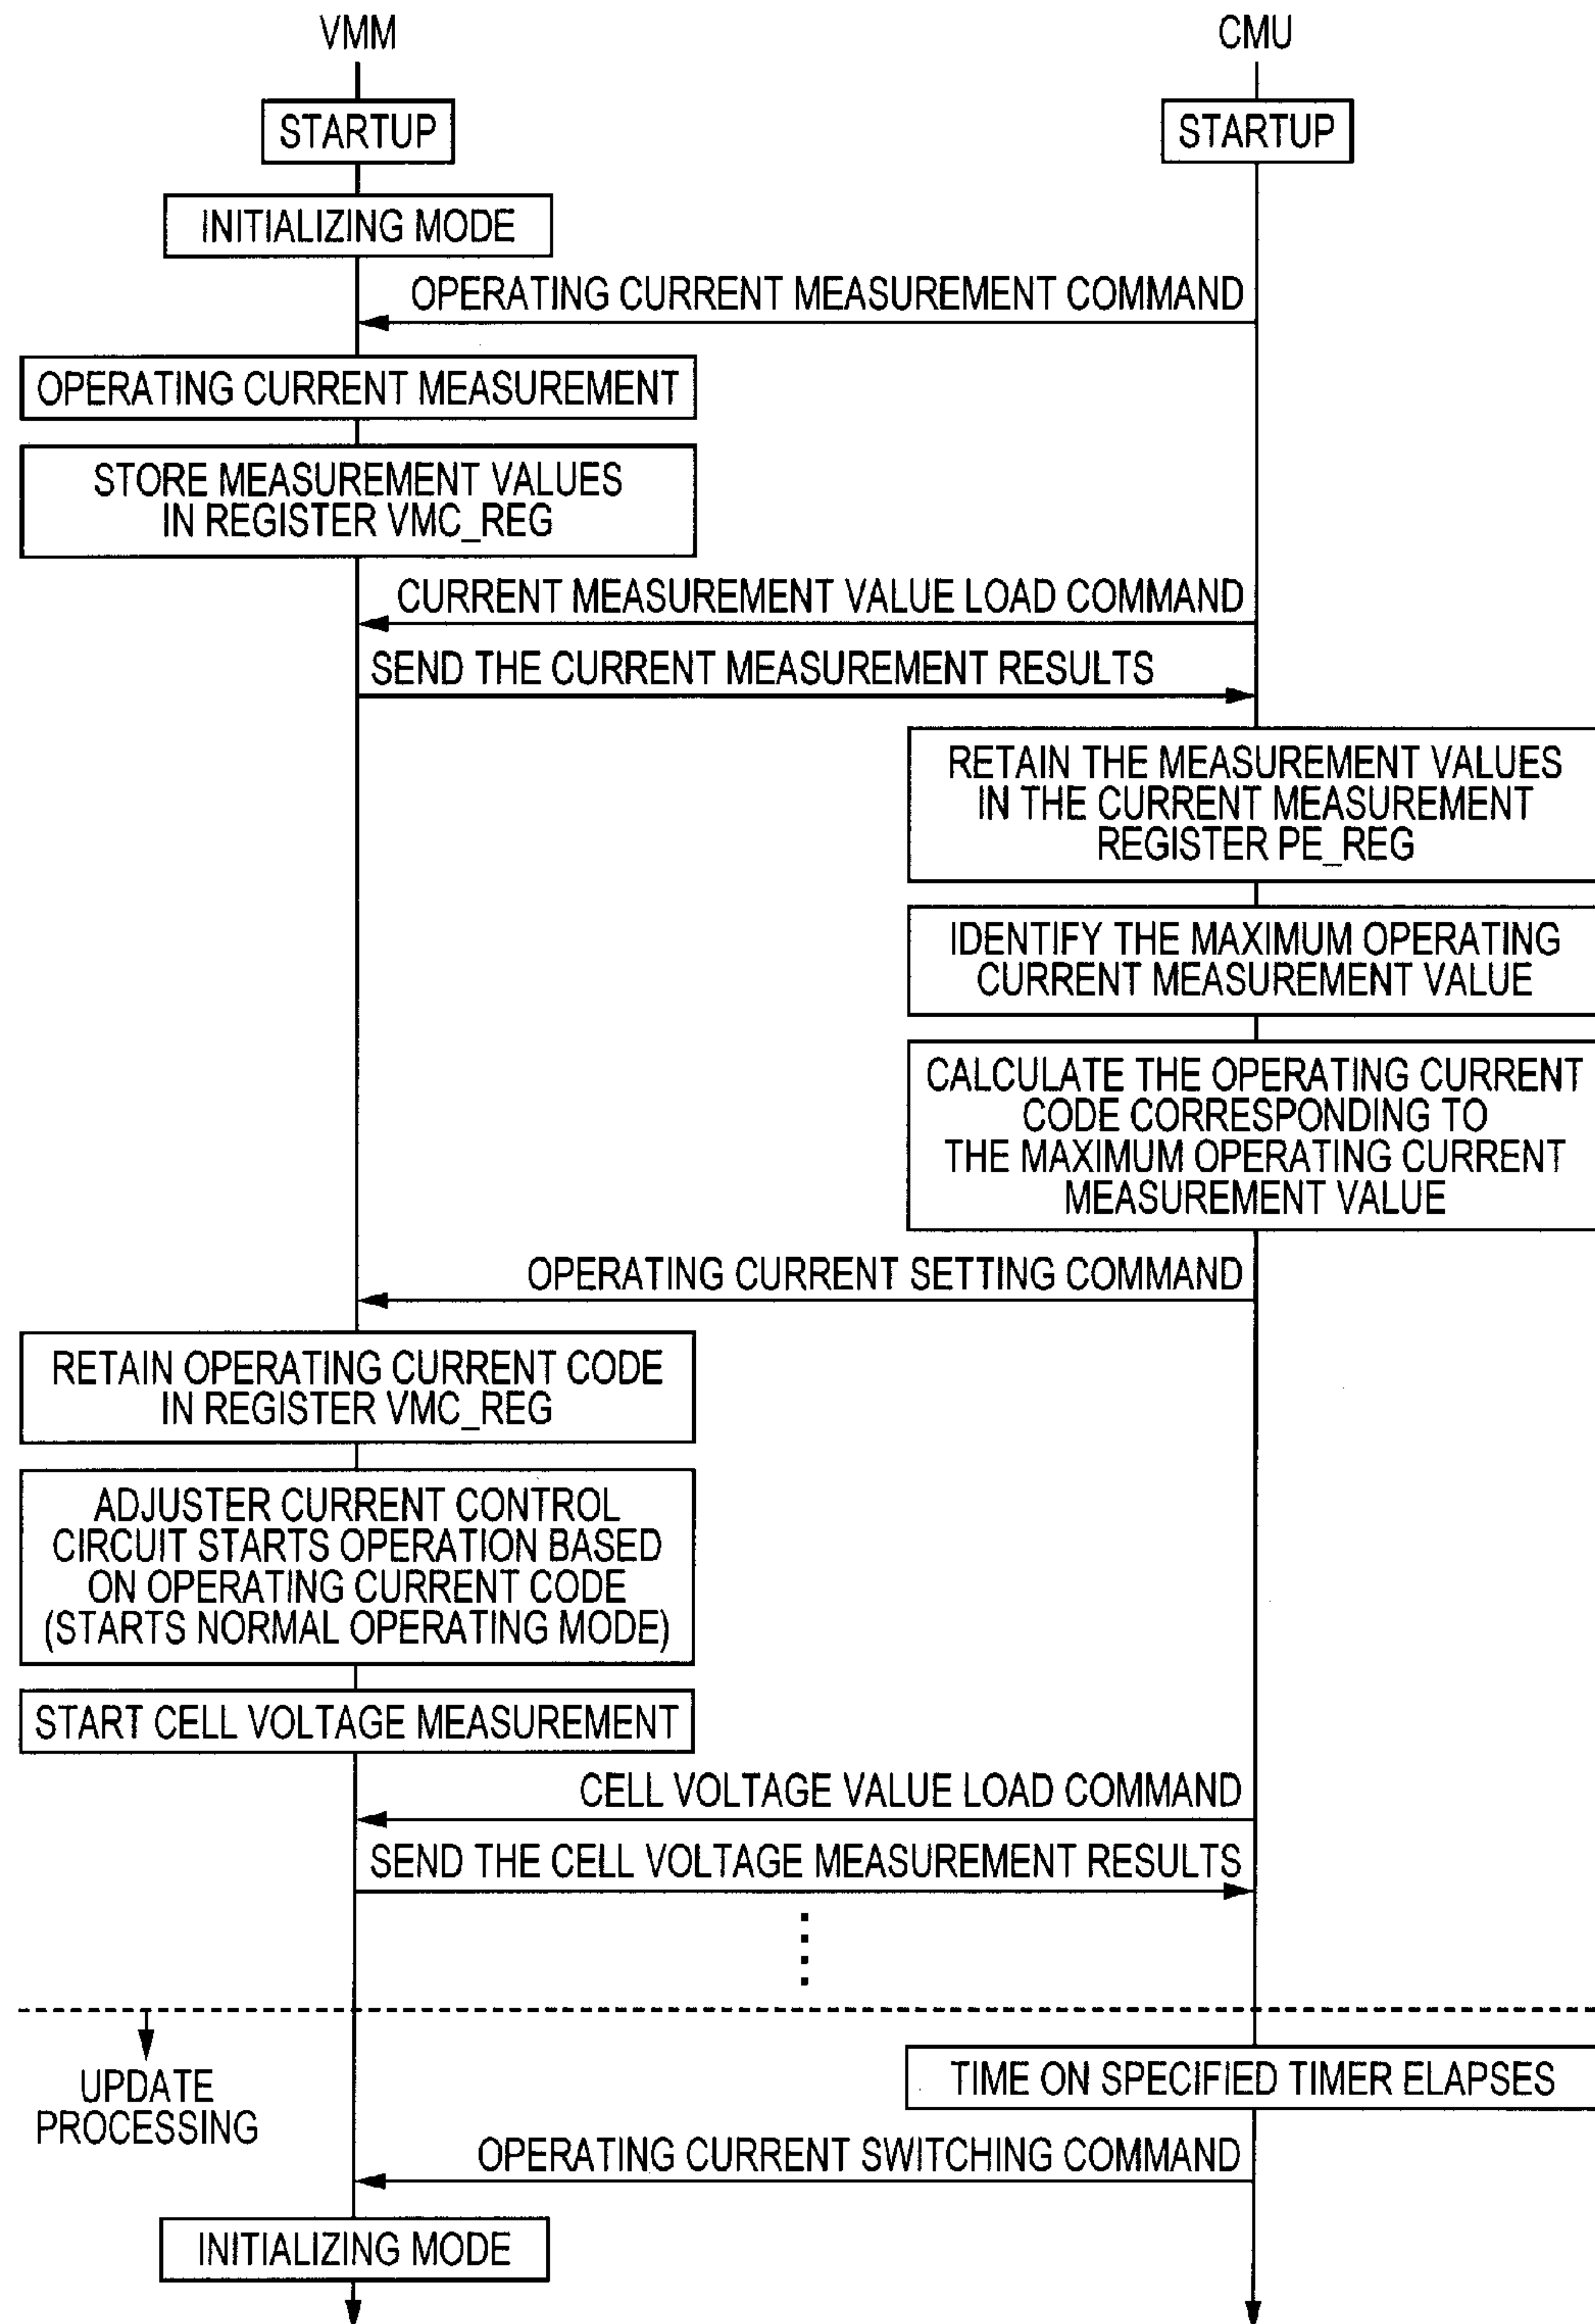 VMM
CMU
STARTUP
STARTUP
INITIALIZING MODE
OPERATING CURRENT MEASUREMENT COMMAND
OPERATING CURRENT MEASUREMENT
STORE MEASUREMENT VALUES
IN REGISTER VMC_REG
CURRENT MEASUREMENT VALUE LOAD COMMAND
SEND THE CURRENT MEASUREMENT RESULTS
RETAIN THE MEASUREMENT VALUES
IN THE CURRENT MEASUREMENT
REGISTER PE_REG
IDENTIFY THE MAXIMUM OPERATING
CURRENT MEASUREMENT VALUE
CALCULATE THE OPERATING CURRENT
CODE CORRESPONDING TO
THE MAXIMUM OPERATING CURRENT
MEASUREMENT VALUE
OPERATING CURRENT SETTING COMMAND
RETAIN OPERATING CURRENT CODE
IN REGISTER VMC_REG
ADJUSTER CURRENT CONTROL
CIRCUIT STARTS OPERATION BASED
ON OPERATING CURRENT CODE
(STARTS NORMAL OPERATING MODE)
START CELL VOLTAGE MEASUREMENT
CELL VOLTAGE VALUE LOAD COMMAND
SEND THE CELL VOLTAGE MEASUREMENT RESULTS
UPDATE
PROCESSING
TIME ON SPECIFIED TIMER ELAPSES
OPERATING CURRENT SWITCHING COMMAND
INITIALIZING MODE